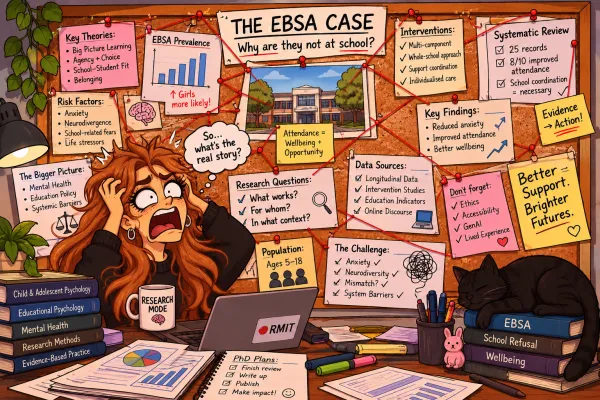 THE EBSA CASE
Why are they not at school?
Key Theories:
• Big Picture Learning
• Agency + Choice
• School–Student Fit
• Belonging
EBSA Prevalence
↑ Girls
more likely!
Interventions:
• Multi-component
• Whole-school approach
• Support coordination
• Individualised care
Systematic Review
☑ 25 records
☑ 8/10 improved
attendance
☑ School coordination
= necessary ✓
Risk Factors:
• Anxiety
• Neurodivergence
• School-related fears
• Life stressors
So...
what's the
real story?
Attendance =
Wellbeing +
Opportunity
Key Findings:
• Reduced anxiety
• Improved attendance
• Better wellbeing
Evidence
→ Action!
The Bigger Picture:
• Mental Health
• Education Policy
• Systemic Barriers
Research Questions:
✓ What works?
✓ For whom?
✓ In what context?
Data Sources:
✓ Longitudinal Data
✓ Intervention Studies
✓ Education Indicators
✓ Online Discourse
Don't forget:
✓ Ethics
✓ Accessibility
✓ GenAI
✓ Lived Experience
Better =
Support.
Brighter
Futures.
Population:
Ages 5–18
The Challenge:
• Anxiety ✓
• Neurodiversity ✓
• Mismatch? ✓
• System Barriers ✓
RESEARCH
MODE
RMIT
Child & Adolescent Psychology
Educational Psychology
Mental Health
Research Methods
Evidence-Based Practice
EBSA
School Refusal
Wellbeing
PhD Plans:
☑ Finish review
☑ Write up
☑ Publish
☑ Make impact!